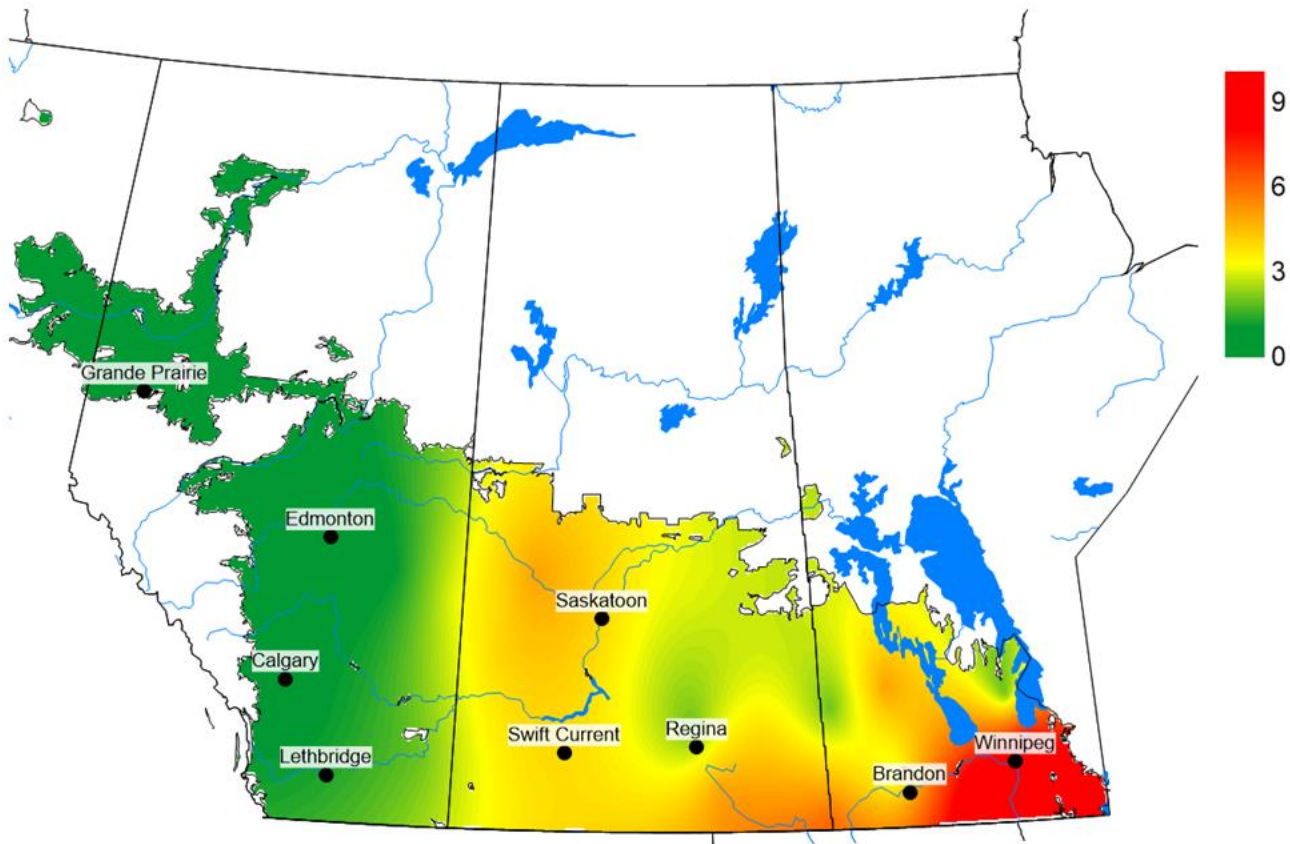 9
6
3
0
Grande Prairie
Edmonton
Saskatoon
Calgary
Swift Current
Regina
Winnipeg
Lethbridge
Brandon